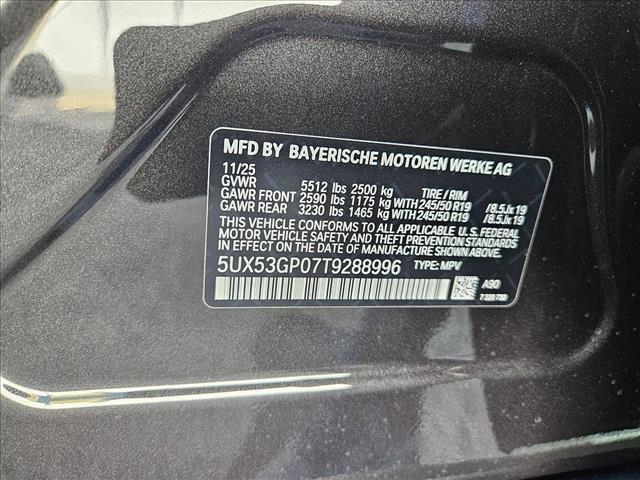 MFD BY BAYERISCHE MOTOREN WERKE AG
11/25
GVWR 5512 lbs 2500 kg TIRE / RIM
GAWR FRONT 2590 lbs 1175 kg WITH 245/50 R19 /8.5Jx19
GAWR REAR 3230 lbs 1465 kg WITH 245/50 R19 /8.5Jx19
THIS VEHICLE CONFORMS TO ALL APPLICABLE U. S. FEDERAL
MOTOR VEHICLE SAFETY AND THEFT PREVENTION STANDARDS
IN EFFECT ON THE DATE OF MANUFACTURE SHOWN ABOVE.
5UX53GP07T9288996 TYPE: MPV
A90